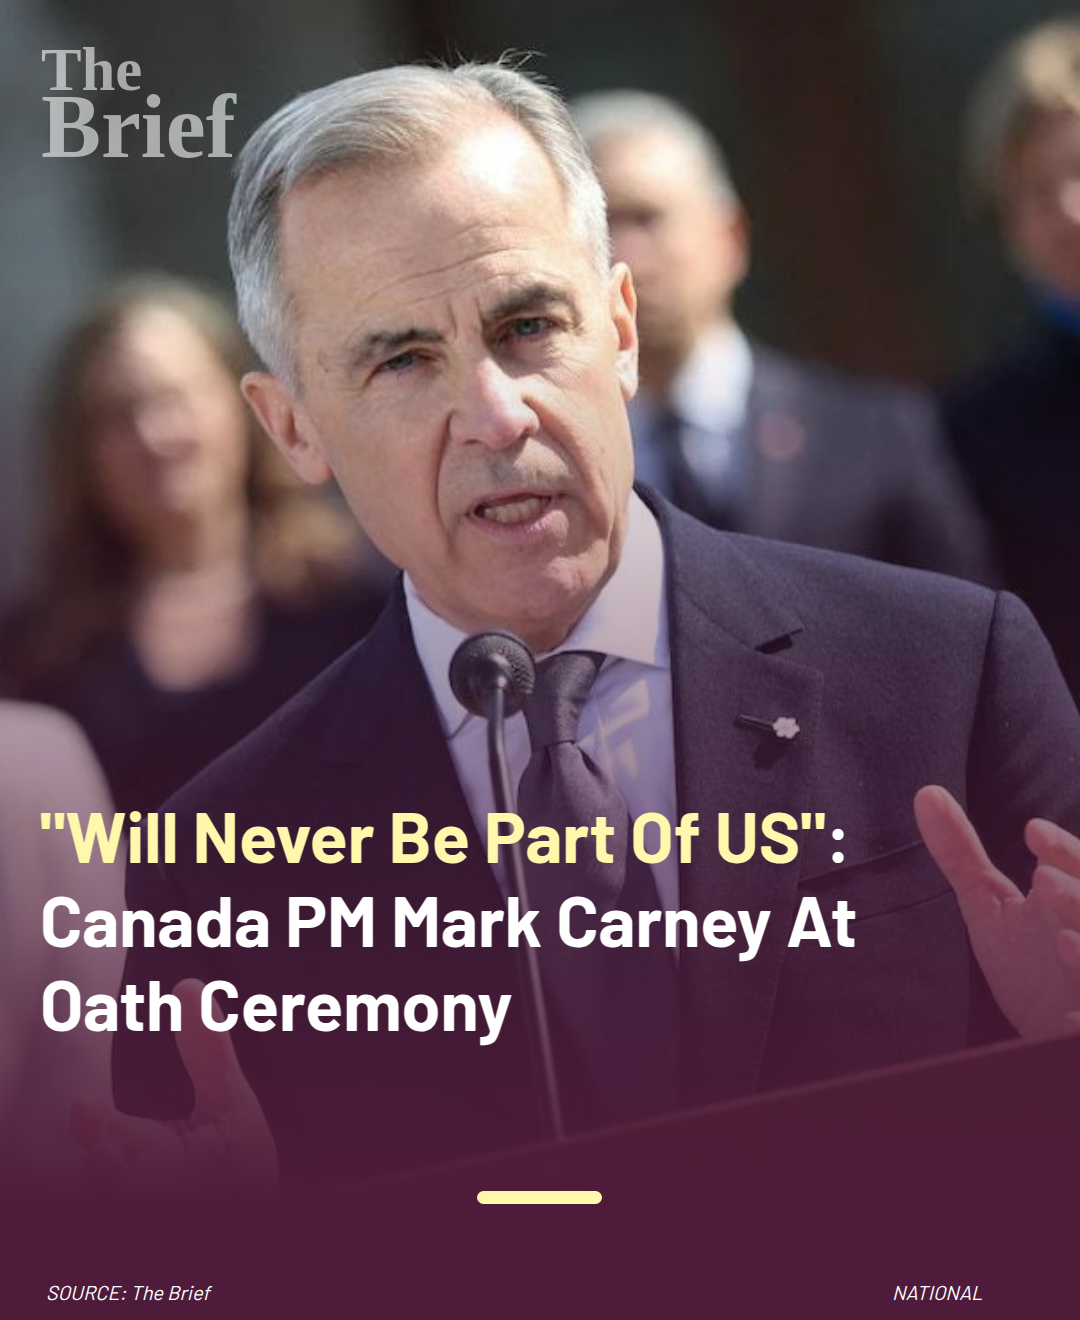 The
Brief
"Will Never Be Part Of US":
Canada PM Mark Carney At
Oath Ceremony
SOURCE: The Brief
NATIONAL